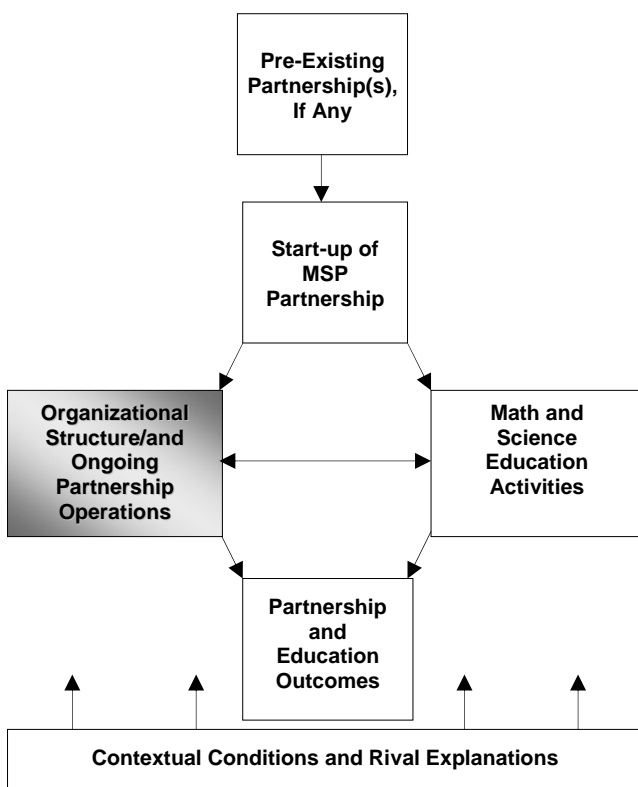 Pre-Existing
Partnership(s),
If Any
Start-up of
MSP
Partnership
Organizational
Structure/and
Ongoing
Partnership
Operations
Math and
Science
Education
Activities
Partnership
and
Education
Outcomes
Contextual Conditions and Rival Explanations